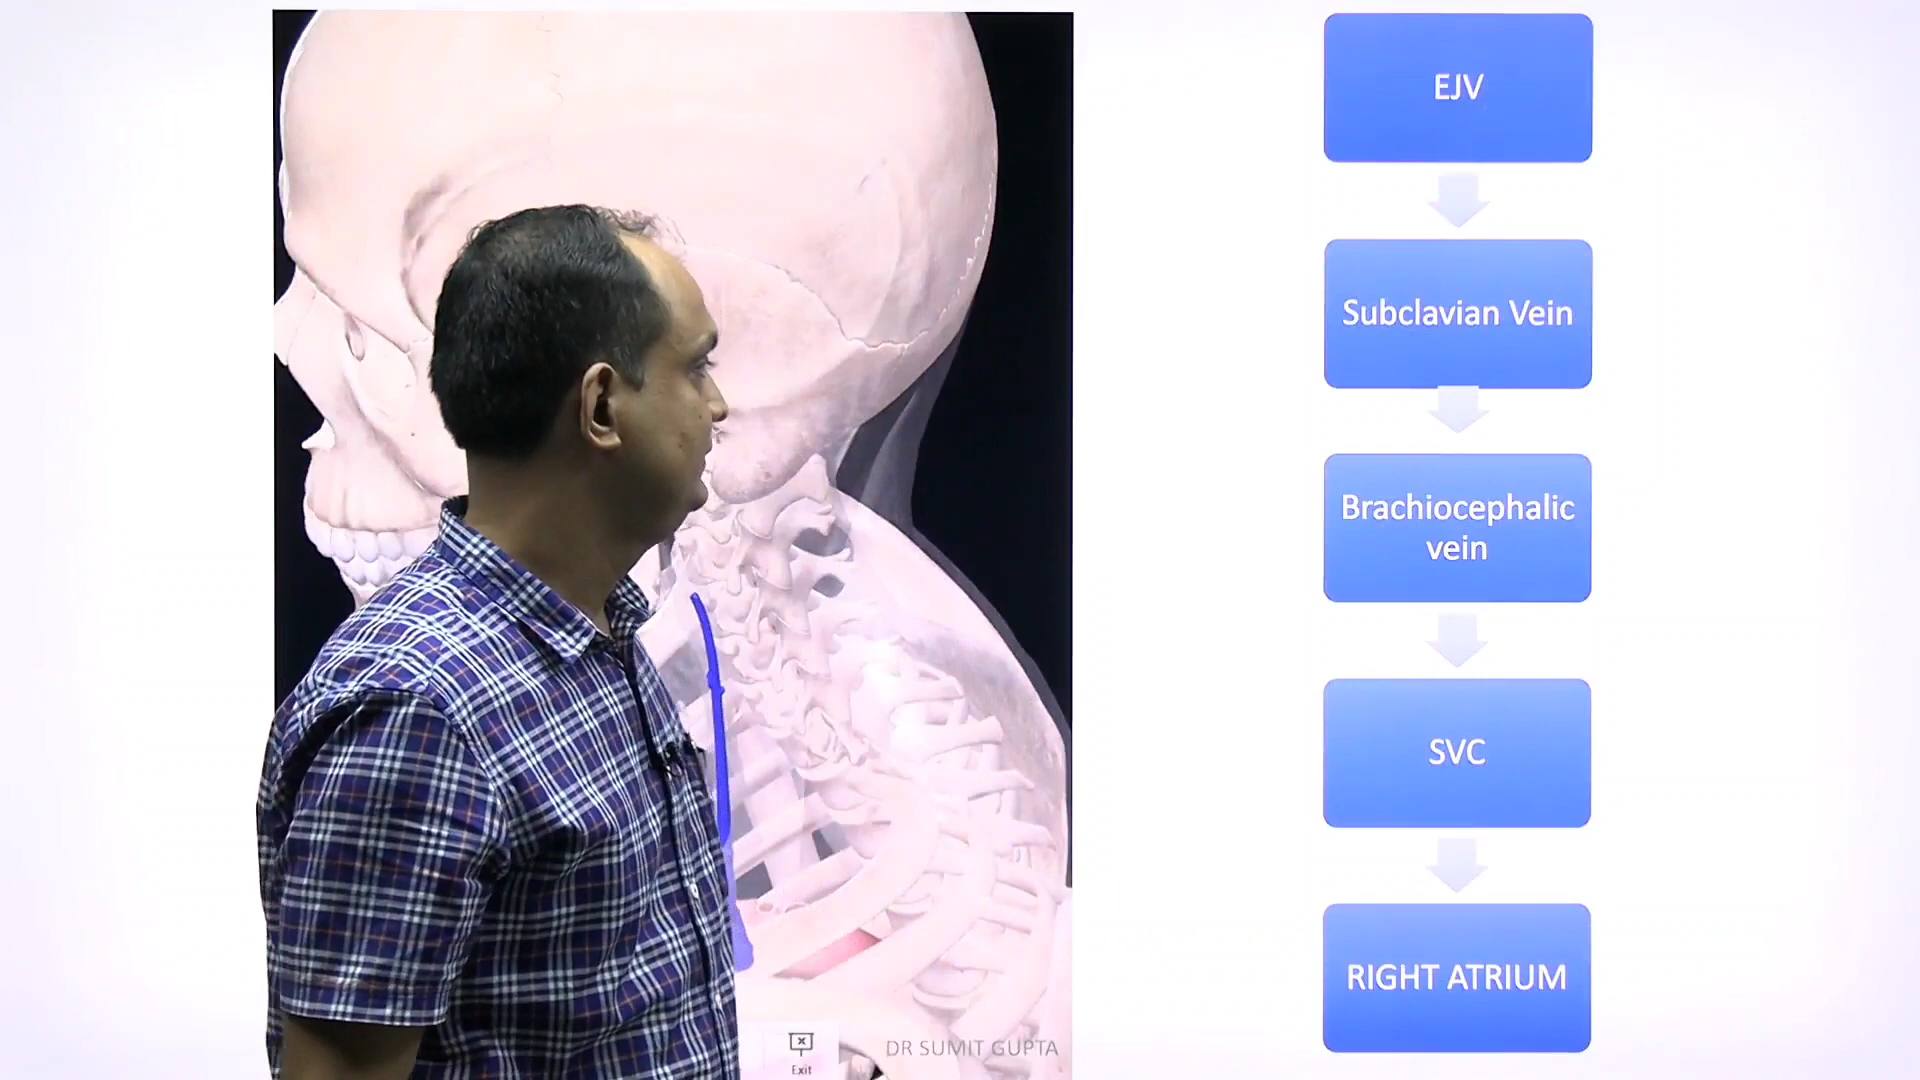 EJV
Subclavian Vein
Brachiocephalic
vein
SVC
RIGHT ATRIUM
DR SUMIT GUPTA
Exit